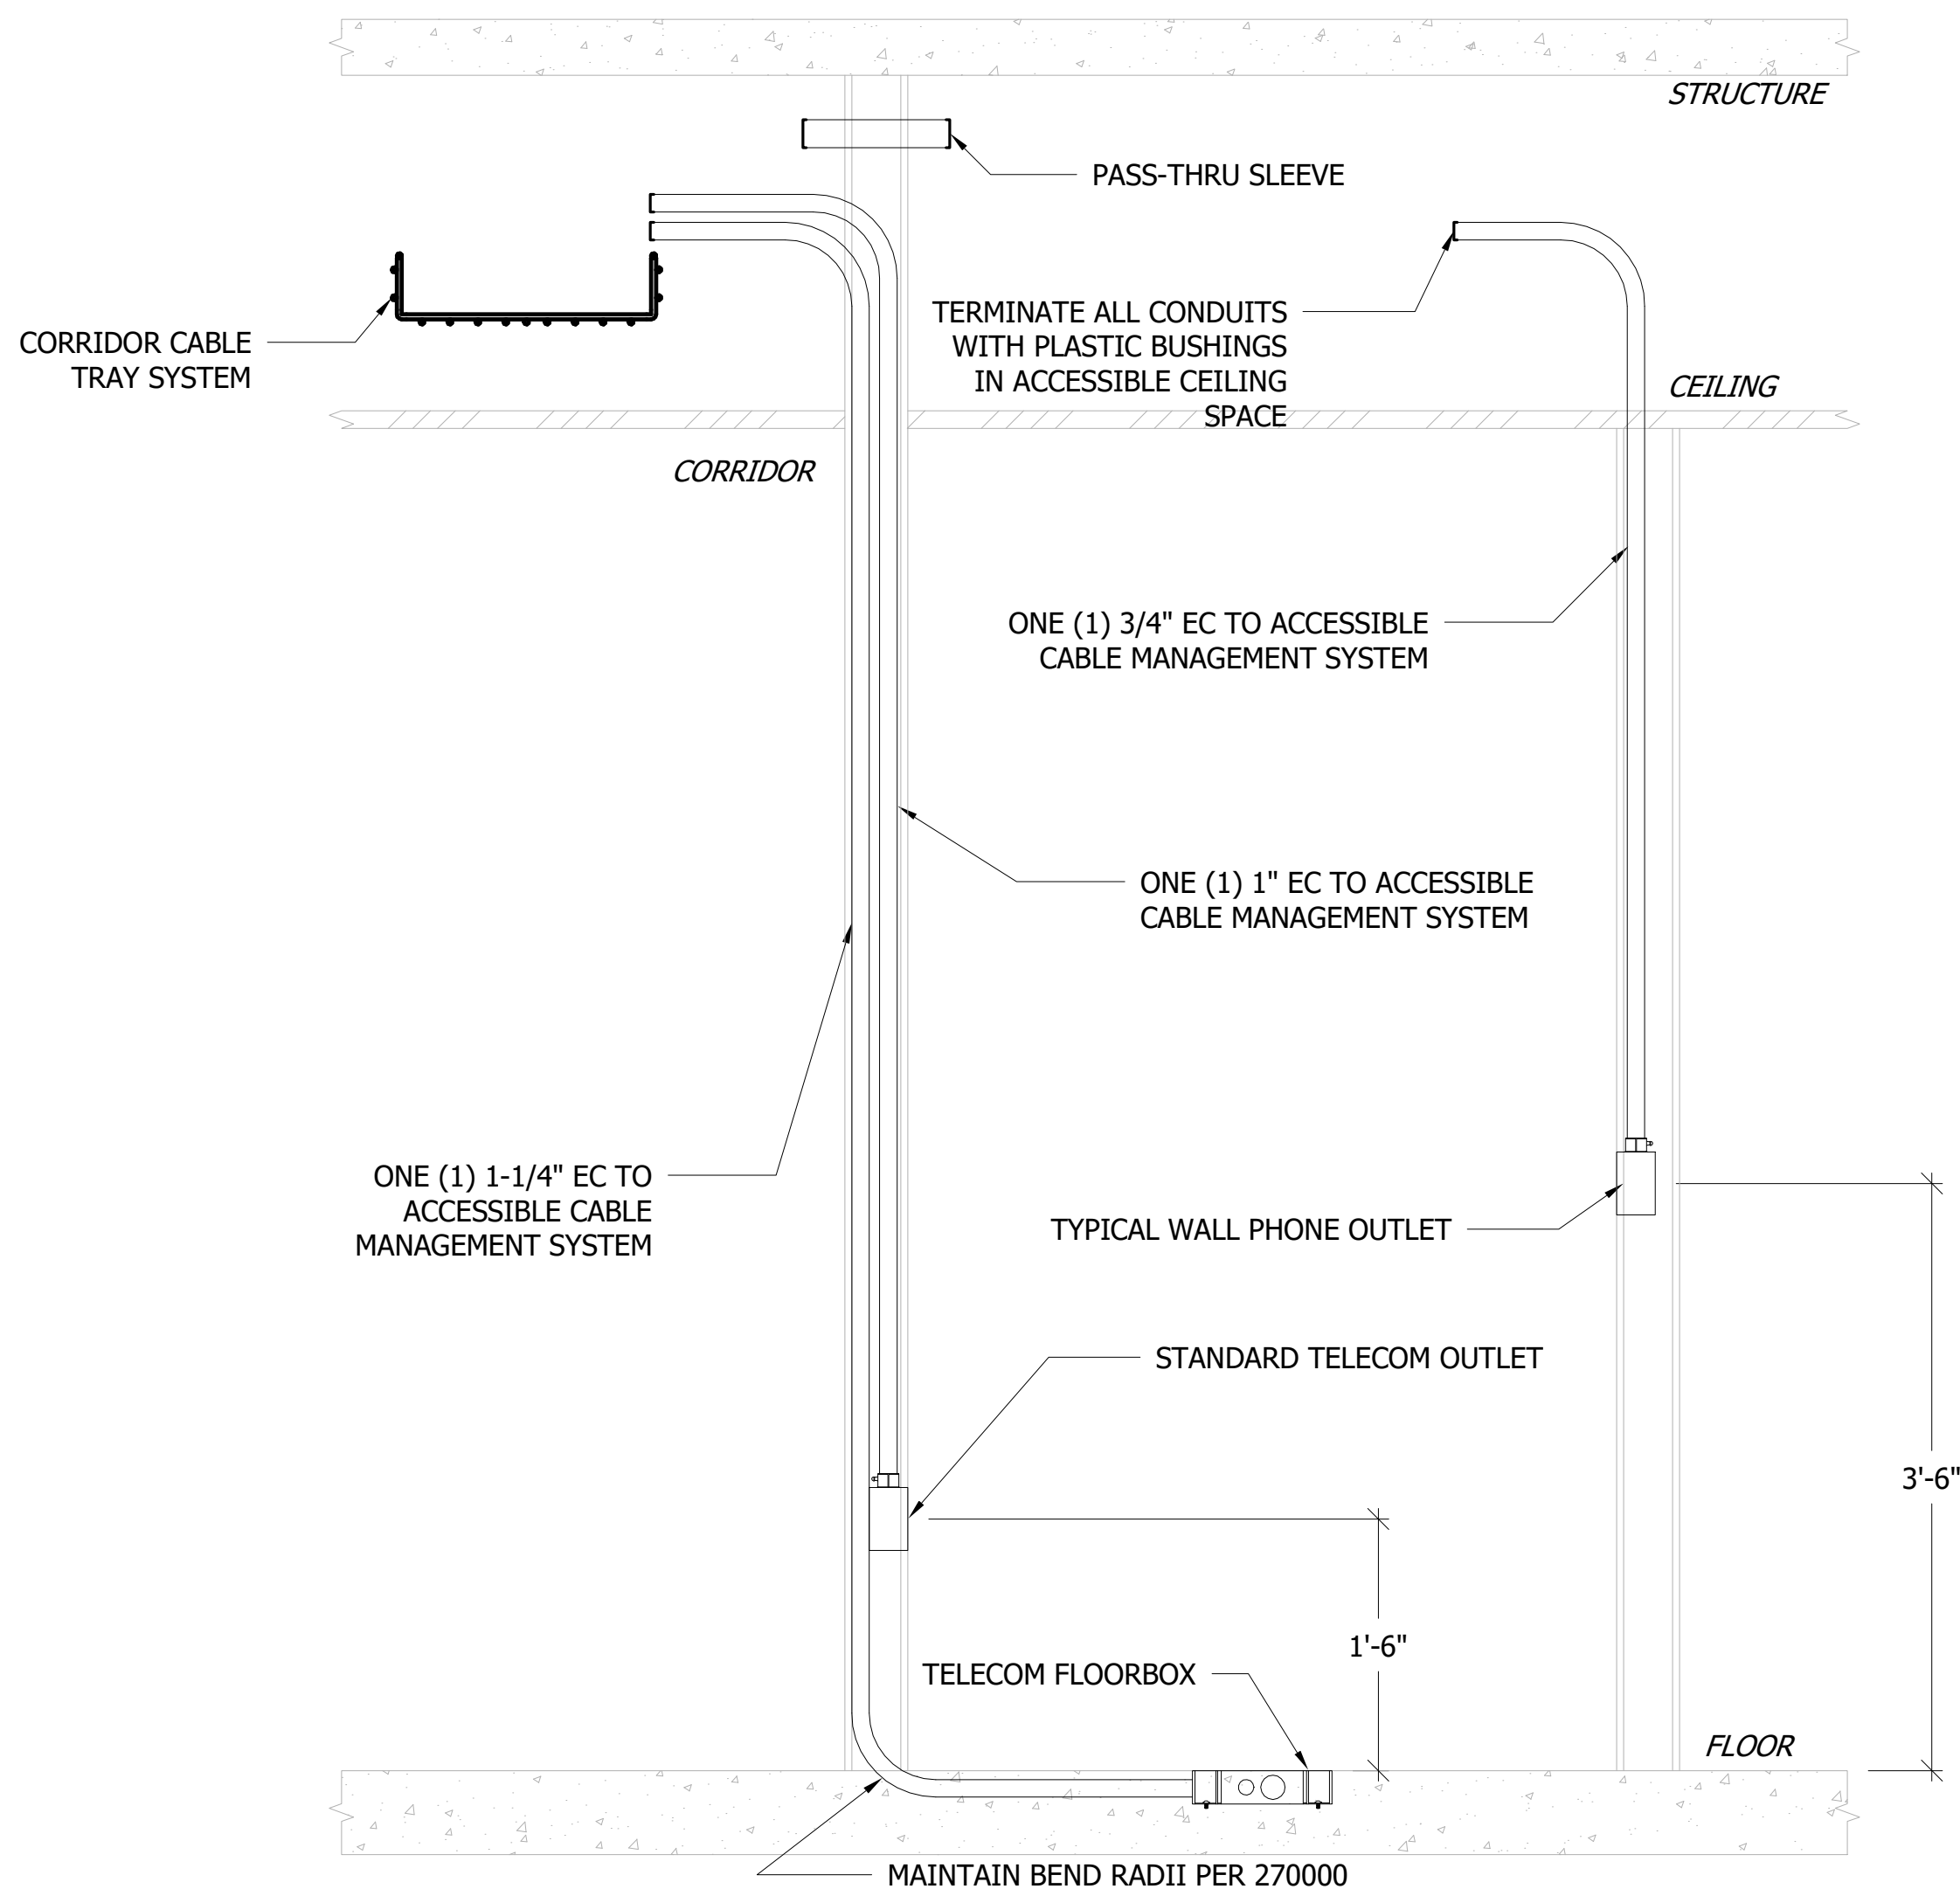 STRUCTURE
PASS-THRU SLEEVE
TERMINATE ALL CONDUITS
WITH PLASTIC BUSHINGS
IN ACCESSIBLE CEILING
SPACE
CORRIDOR CABLE
TRAY SYSTEM
CEILING
CORRIDOR
ONE (1) 3/4" EC TO ACCESSIBLE
CABLE MANAGEMENT SYSTEM
ONE (1) 1" EC TO ACCESSIBLE
CABLE MANAGEMENT SYSTEM
ONE (1) 1-1/4" EC TO
ACCESSIBLE CABLE
MANAGEMENT SYSTEM
TYPICAL WALL PHONE OUTLET
STANDARD TELECOM OUTLET
3'-6"
1'-6"
TELECOM FLOORBOX
FLOOR
MAINTAIN BEND RADII PER 270000